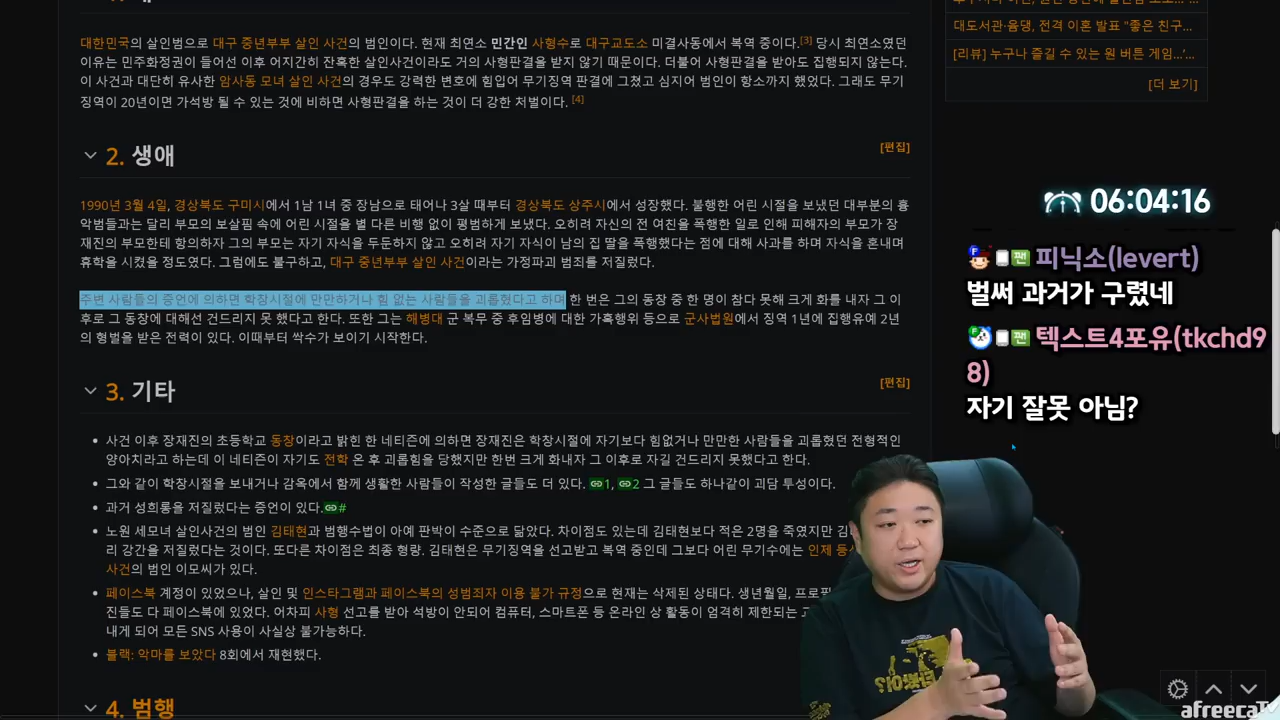 대한민국의 살인범으로 대구 중년부부 살인 사건의 범인이다. 현재 최연소 민간인 사형수로 대구교도소 미결사동에서 복역 중이다.[3] 당시 최연소였던
이유는 민주화정권이 들어선 이후 어지간히 잔혹한 살인사건이라도 거의 사형판결을 받지 않기 때문이다. 더불어 사형판결을 받아도 집행되지 않는다.
이 사건과 대단히 유사한 암사동 모녀 살인 사건의 경우도 강력한 변호에 힘입어 무기징역 판결에 그쳤고 심지어 범인이 항소까지 했었다. 그래도 무기
징역이 20년이면 가석방 될 수 있는 것에 비하면 사형판결을 하는 것이 더 강한 처벌이다. [4]
2. 생애
[편집]
1990년 3월 4일, 경상북도 구미시에서 1남 1녀 중 장남으로 태어나 3살 때부터 경상북도 상주시에서 성장했다. 불행한 어린 시절을 보냈던 대부분의 흉
악범들과는 달리 부모의 보살핌 속에 어린 시절을 별 다른 비행 없이 평범하게 보냈다. 오히려 자신의 전 여유를 폭행한 일로 인해 피해자의 부모가 장
재진의 부모한테 항의하자 그의 부모는 자기 자식을 두둔하지 않고 오히려 자기 자식이 남의 집 딸을 폭행했다는 점에 대해 사과를 하며 자식을 혼내며
휴학을 시켰을 정도였다. 그럼에도 불구하고, 대구 중년부부 살인 사건이라는 가정파괴 범죄를 저질렀다.
주변 사람들의 증언에 의하면 학창시절에 만만하거나 힘 없는 사람들을 괴롭혔다고 하며 한 번은 그의 동창 중 한 명이 참다 못해 크게 화를 내자 그 이
후로 그 동창에 대해선 건드리지 못 했다고 한다. 또한 그는 해병대 군 복무 중 후임병에 대한 가혹행위 등으로 군사법원에서 징역 1년에 집행유예 2년
의 형벌을 받은 전력이 있다. 이때부터 싹수가 보이기 시작한다.
3. 기타
[편집]
사건 이후 장재진의 초등학교 동창이라고 밝힌 한 네티즌에 의하면 장재진은 학창시절에 자기보다 힘없거나 만만한 사람들을 괴롭혔던 전형적인
양아치라고 하는데 이 네티즌이 자기도 전학 온 후 괴롭힘을 당했지만 한번 크게 화내자 그 이후로 자길 건드리지 못했다고 한다.
그와 같이 학창시절을 보내거나 감옥에서 함께 생활한 사람들이 작성한 글들도 더 있다. 1, 2 그 글들도 하나같이 괴담 투성이다.
과거 성희롱을 저질렀다는 증언이 있다.#
노원 세모녀 살인사건의 범인 김태현과 범행수법이 아예 판박이 수준으로 닮았다. 차이점도 있는데 김태현보다 적은 2명을 죽였지만
리 강간을 저질렀다는 것이다. 또다른 차이점은 최종 형량. 김태현은 무기징역을 선고받고 복역 중인데 그보다 어린 무기수에는 인제
사건의 범인 이모씨가 있다.
페이스북 계정이 있었으나, 살인 및 인스타그램과 페이스북의 성범죄자 이용 불가 규정으로 현재는 삭제된 상태다. 생년월일,
진들도 다 페이스북에 있었다. 어차피 사형 선고를 받아 석방이 안되어 컴퓨터, 스마트폰 등 온라인 상 활동이 엄격히 제한되는
내게 되어 모든 SNS 사용이 사실상 불가능하다.
블랙: 악마를 보았다 8회에서 재현했다.
4. 범행
대도서관·윰댕, 전격 이혼 발표 "좋은 친구...
[리뷰] 누구나 즐길 수 있는 원 버튼 게임...'...
[더 보기]
06:04:16
피닉소(levert)
벌써 과거가 구렸네
텍스트4포유(tkchd9
8)
자기 잘못 아님?
afreecaTV